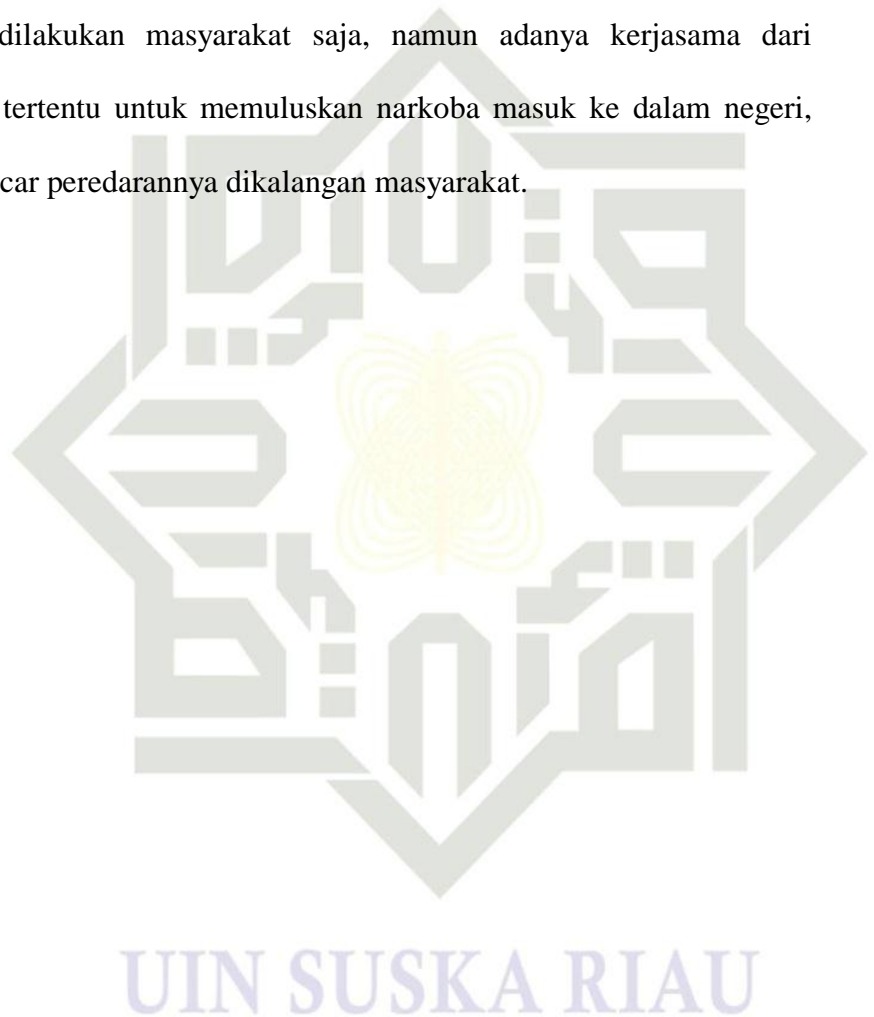 dilakukan masyarakat saja, namun adanya kerjasama dari
tertentu untuk memuluskan narkoba masuk ke dalam negeri,
car peredarannya dikalangan masyarakat.
UIN SUSKA RIAU